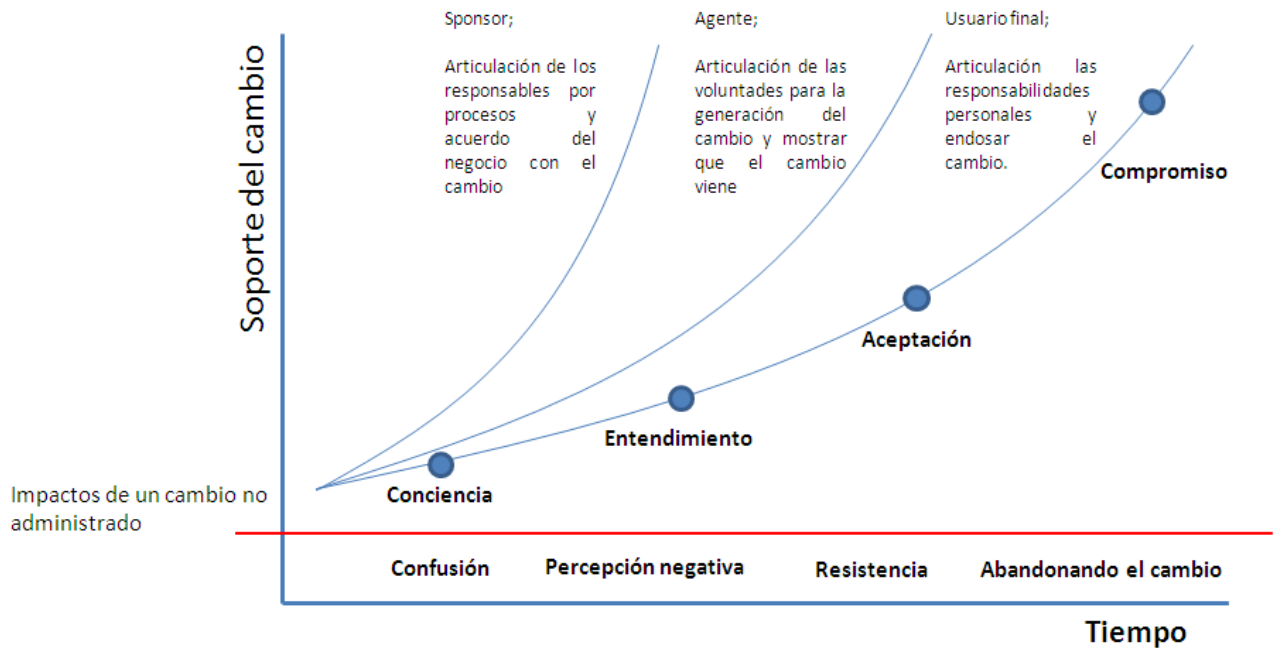 Sponsor;
Articulación de los
responsables por
procesos y
acuerdo del
negocio con el
cambio
Agente;
Articulación de las
voluntades para la
generación del
cambio y mostrar
que el cambio
viene
Usuario final;
Articulación las
responsabilidades
personales y
endosar el
cambio.
Soporte del cambio
Compromiso
Aceptación
Entendimiento
Conciencia
Impactos de un cambio no
administrado
Confusión
Percepción negativa
Resistencia
Abandonando el cambio
Tiempo